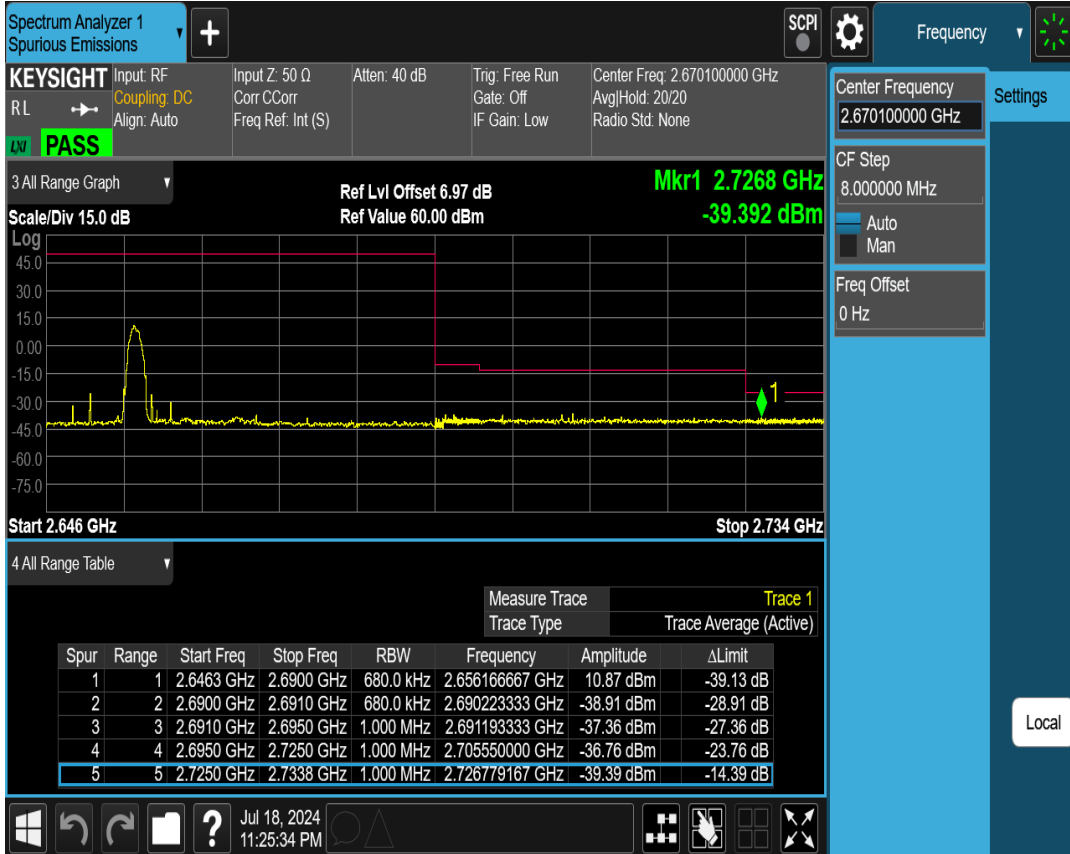 Spectrum Analyzer 1
Spurious Emissions
+
SCPI
Frequency
KEYSIGHT
RL
LXI
PASS
Input: RF
Coupling: DC
Align: Auto
Input Z: 50 Ω
Corr CCorr
Freq Ref: Int (S)
Atten: 40 dB
Trig: Free Run
Gate: Off
IF Gain: Low
Center Freq: 2.670100000 GHz
Avg|Hold: 20/20
Radio Std: None
Center Frequency
2.670100000 GHz
Settings
CF Step
8.000000 MHz
Auto
Man
Freq Offset
0 Hz
Local
3 All Range Graph
Scale/Div 15.0 dB
Ref Lvl Offset 6.97 dB
Ref Value 60.00 dBm
Mkr1 2.7268 GHz
-39.392 dBm
Log
45.0
30.0
15.0
0.00
-15.0
-30.0
-45.0
-60.0
-75.0
1
Start 2.646 GHz Stop 2.734 GHz
4 All Range Table
Measure Trace Trace 1
Trace Type Trace Average (Active)
Spur Range Start Freq Stop Freq RBW Frequency Amplitude ΔLimit
1 1 2.6463 GHz 2.6900 GHz 680.0 kHz 2.656166667 GHz 10.87 dBm -39.13 dB
2 2 2.6900 GHz 2.6910 GHz 680.0 kHz 2.690223333 GHz -38.91 dBm -28.91 dB
3 3 2.6910 GHz 2.6950 GHz 1.000 MHz 2.691193333 GHz -37.36 dBm -27.36 dB
4 4 2.6950 GHz 2.7250 GHz 1.000 MHz 2.705550000 GHz -36.76 dBm -23.76 dB
5 5 2.7250 GHz 2.7338 GHz 1.000 MHz 2.726779167 GHz -39.39 dBm -14.39 dB
?
Jul 18, 2024
11:25:34 PM